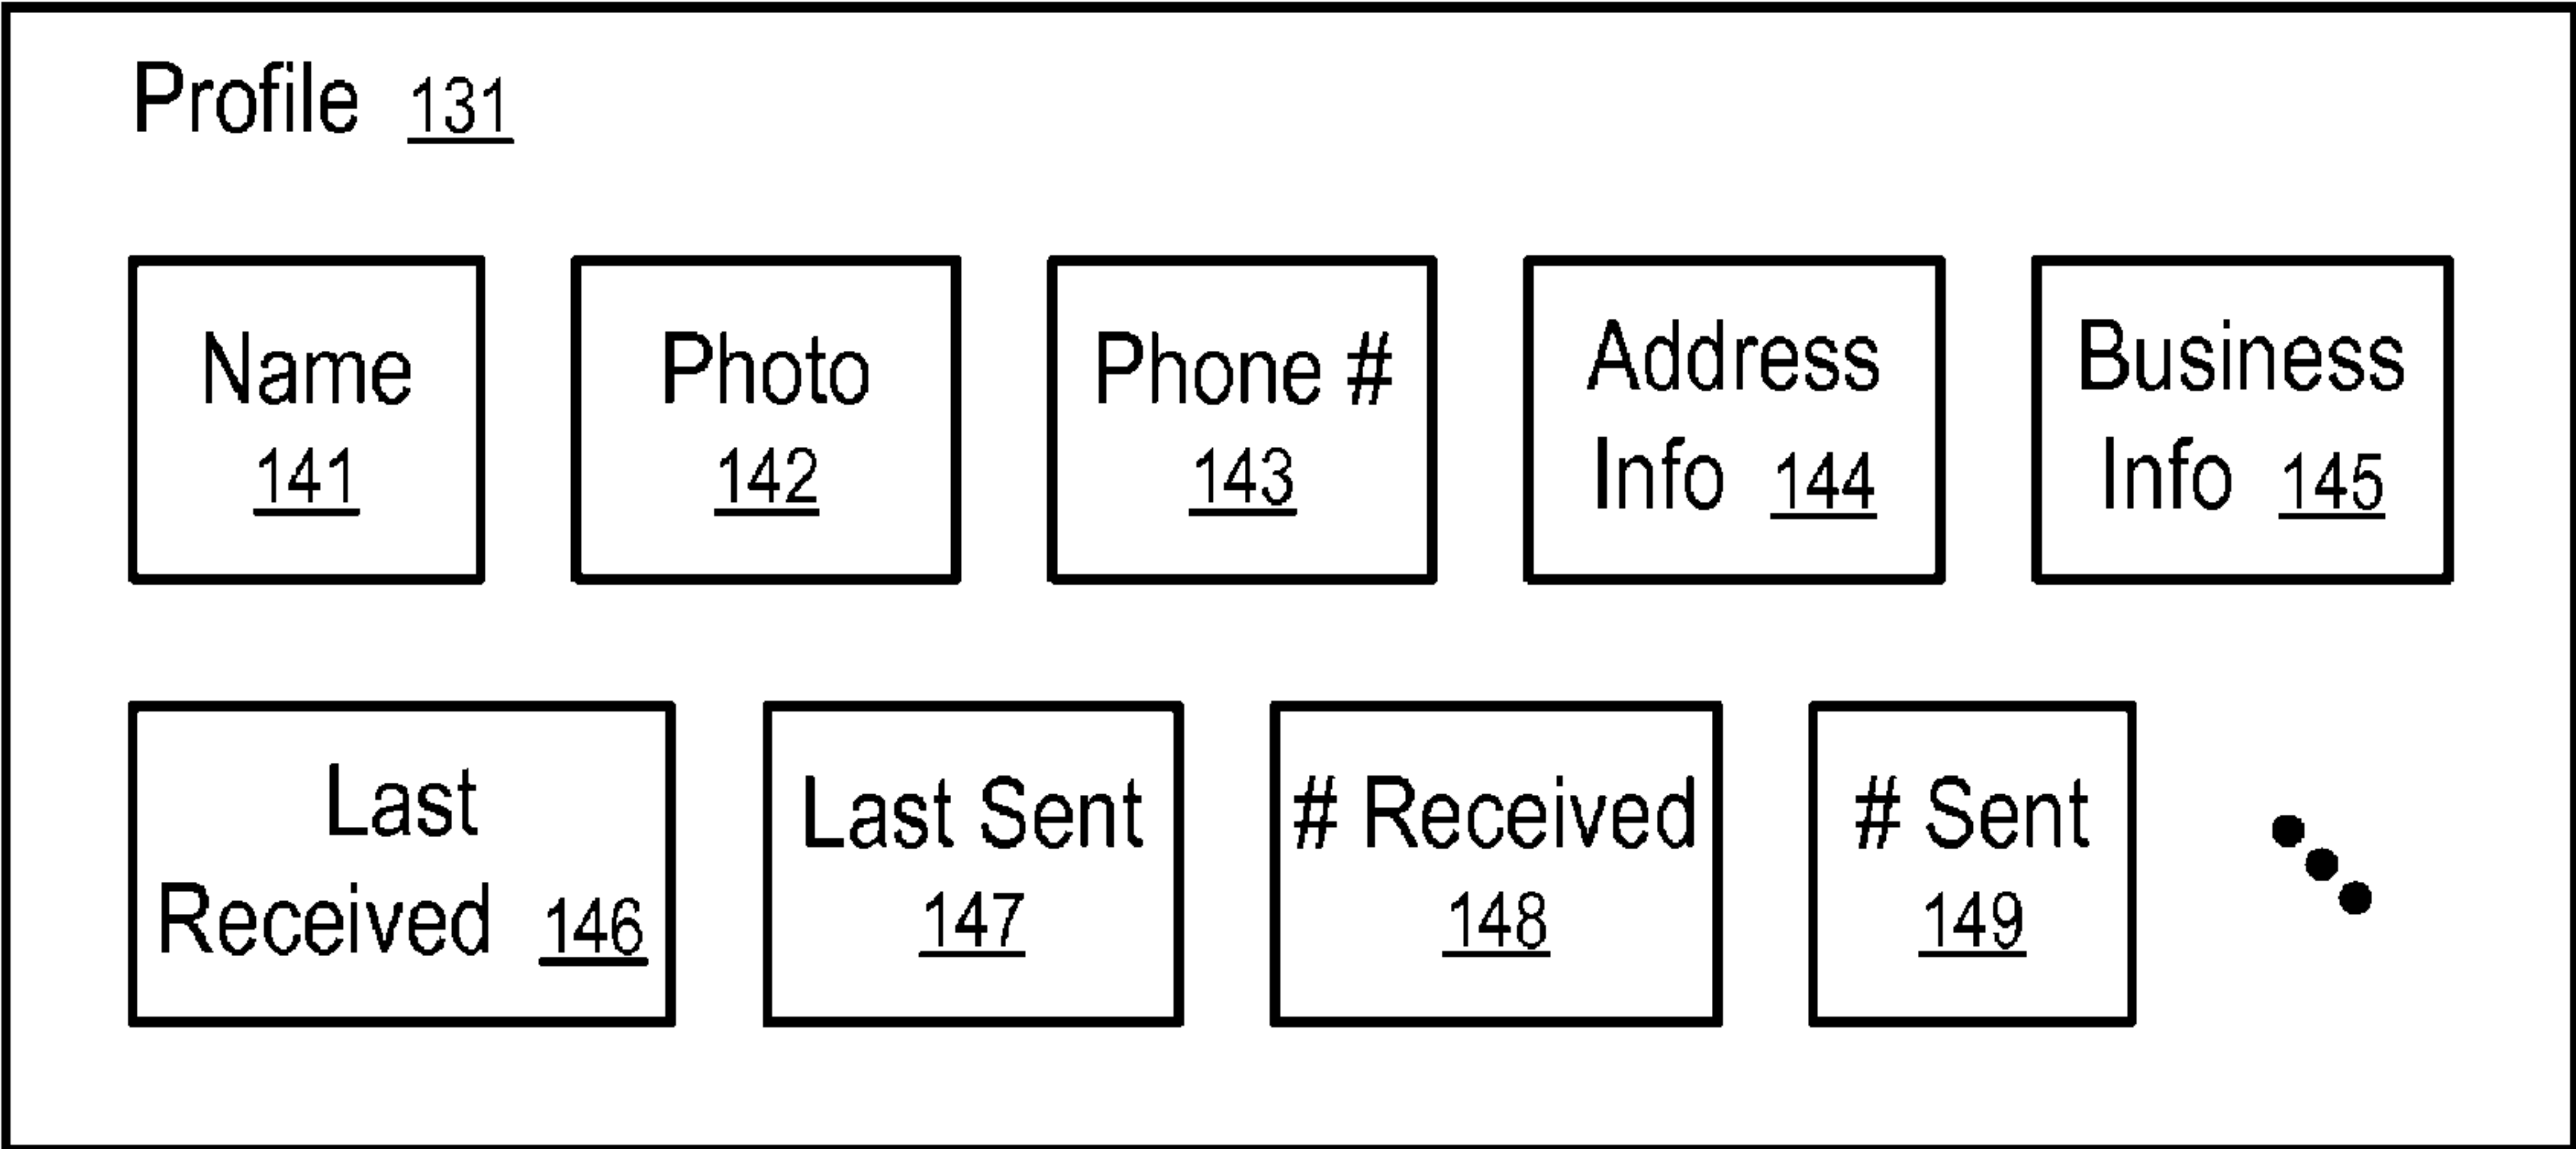 Profile 131
Name
141
Photo
142
Phone #
143
Address
Info 144
Business
Info 145
Last
Received 146
Last Sent
147
# Received
148
# Sent
149